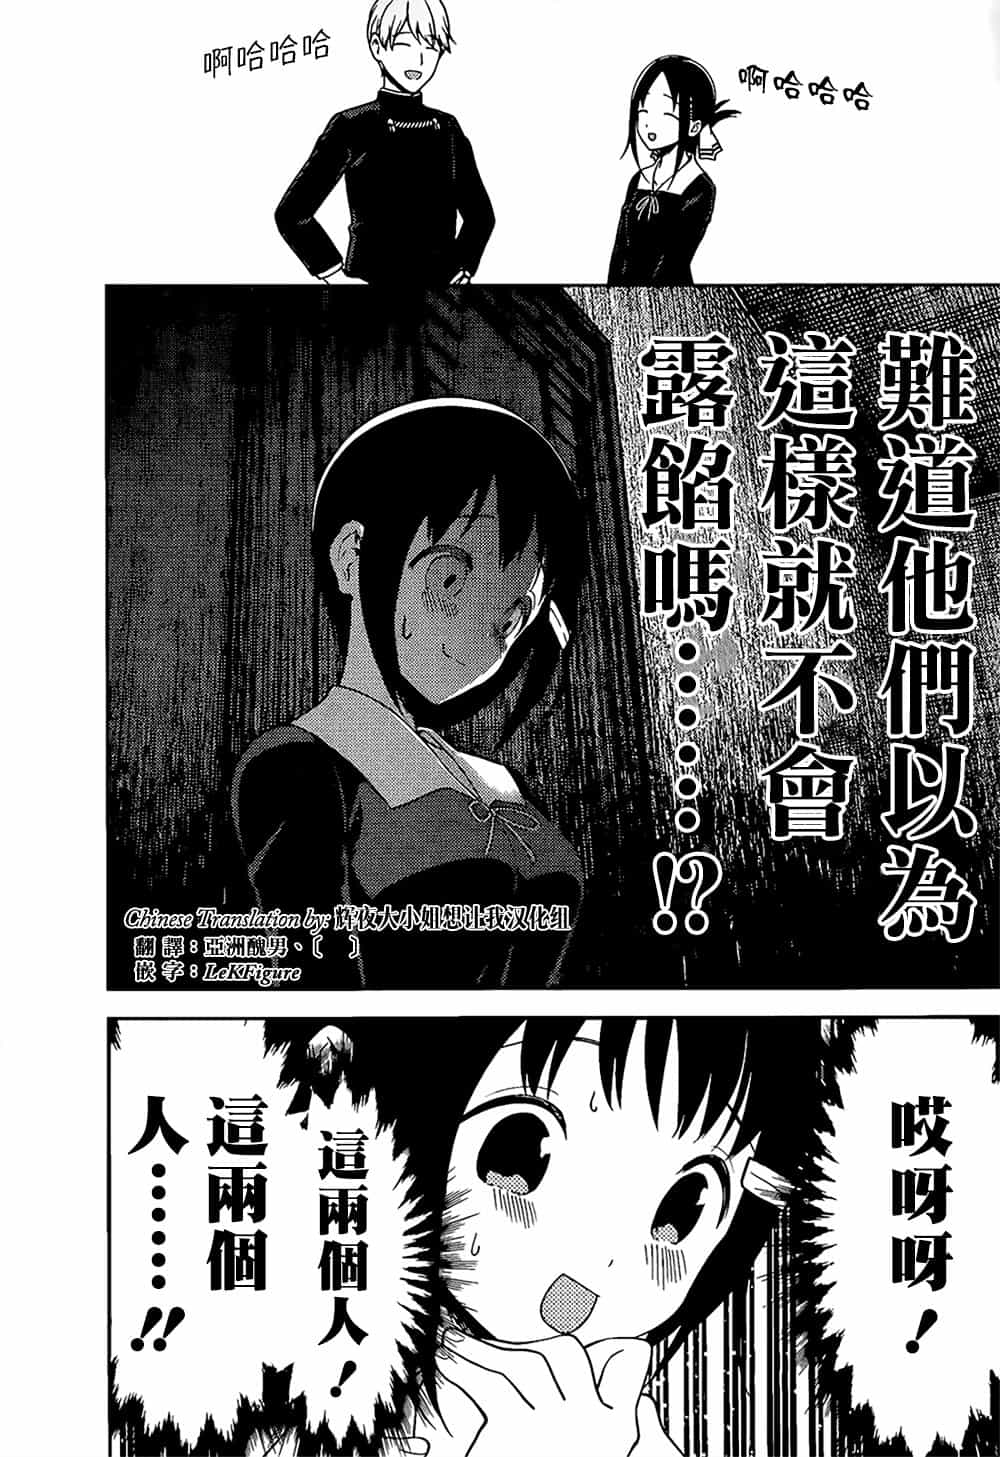 啊哈哈哈
啊哈哈哈
難道他們以為
這樣就不會
露餡嗎………⁉
Chinese Translation by: 辉夜大小姐想让我汉化组
翻譯：亞洲醜男、〔　〕
嵌字：LeKFigure
哎呀呀！
這兩個人！
這兩個
人……‼